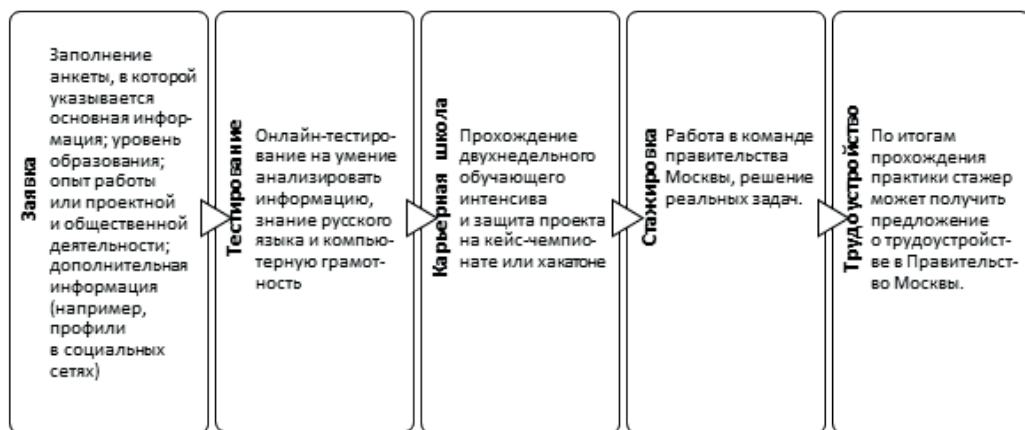 Заявка
Заполнение
анкеты, в которой
указывается
основная инфор-
мация; уровень
образования;
опыт работы
или проектной
и общественной
деятельности;
дополнительная
информация
(например,
профили
в социальных
сетях)
Тестирование
Онлайн-тестиро-
вание на умение
анализировать
информацию,
знание русского
языка и компью-
терную грамот-
ность
Карьерная школа
Прохождение
двухнедельного
обучающего
интенсива
и защита проекта
на кейс-чемпио-
нате или хакатоне
Стажировка
Работа в команде
правительства
Москвы, решение
реальных задач.
Трудоустройство
По итогам
прохождения
практики стажер
может получить
предложение
о трудоустройст-
ве в Правительст-
во Москвы.